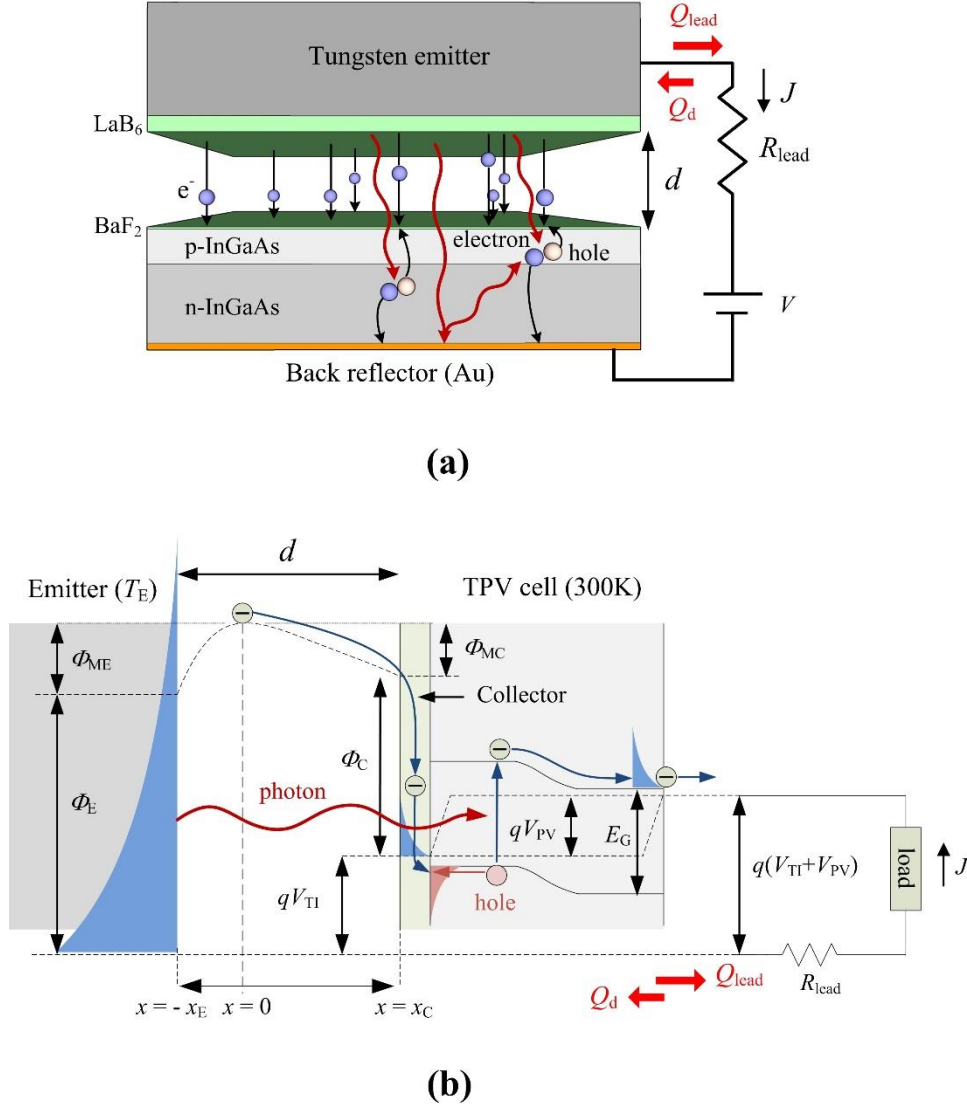 Q_lead
Tungsten emitter
Q_d
J
LaB₆
R_lead
d
e⁻
BaF₂
electron
p-InGaAs
hole
n-InGaAs
V
Back reflector (Au)
(a)
d
Emitter (T_E)
TPV cell (300K)
Φ_ME
Φ_MC
Collector
Φ_C
photon
Φ_E
qV_PV
E_G
load
q(V_TI+V_PV)
J
qV_TI
hole
Q_lead
R_lead
Q_d
x = - x_E
x = 0
x = x_C
(b)